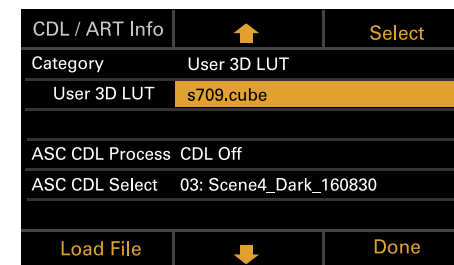 CDL / ART Info Select
Category User 3D LUT
User 3D LUT s709.cube
ASC CDL Process CDL Off
ASC CDL Select 03: Scene4_Dark_160830
Load File Done